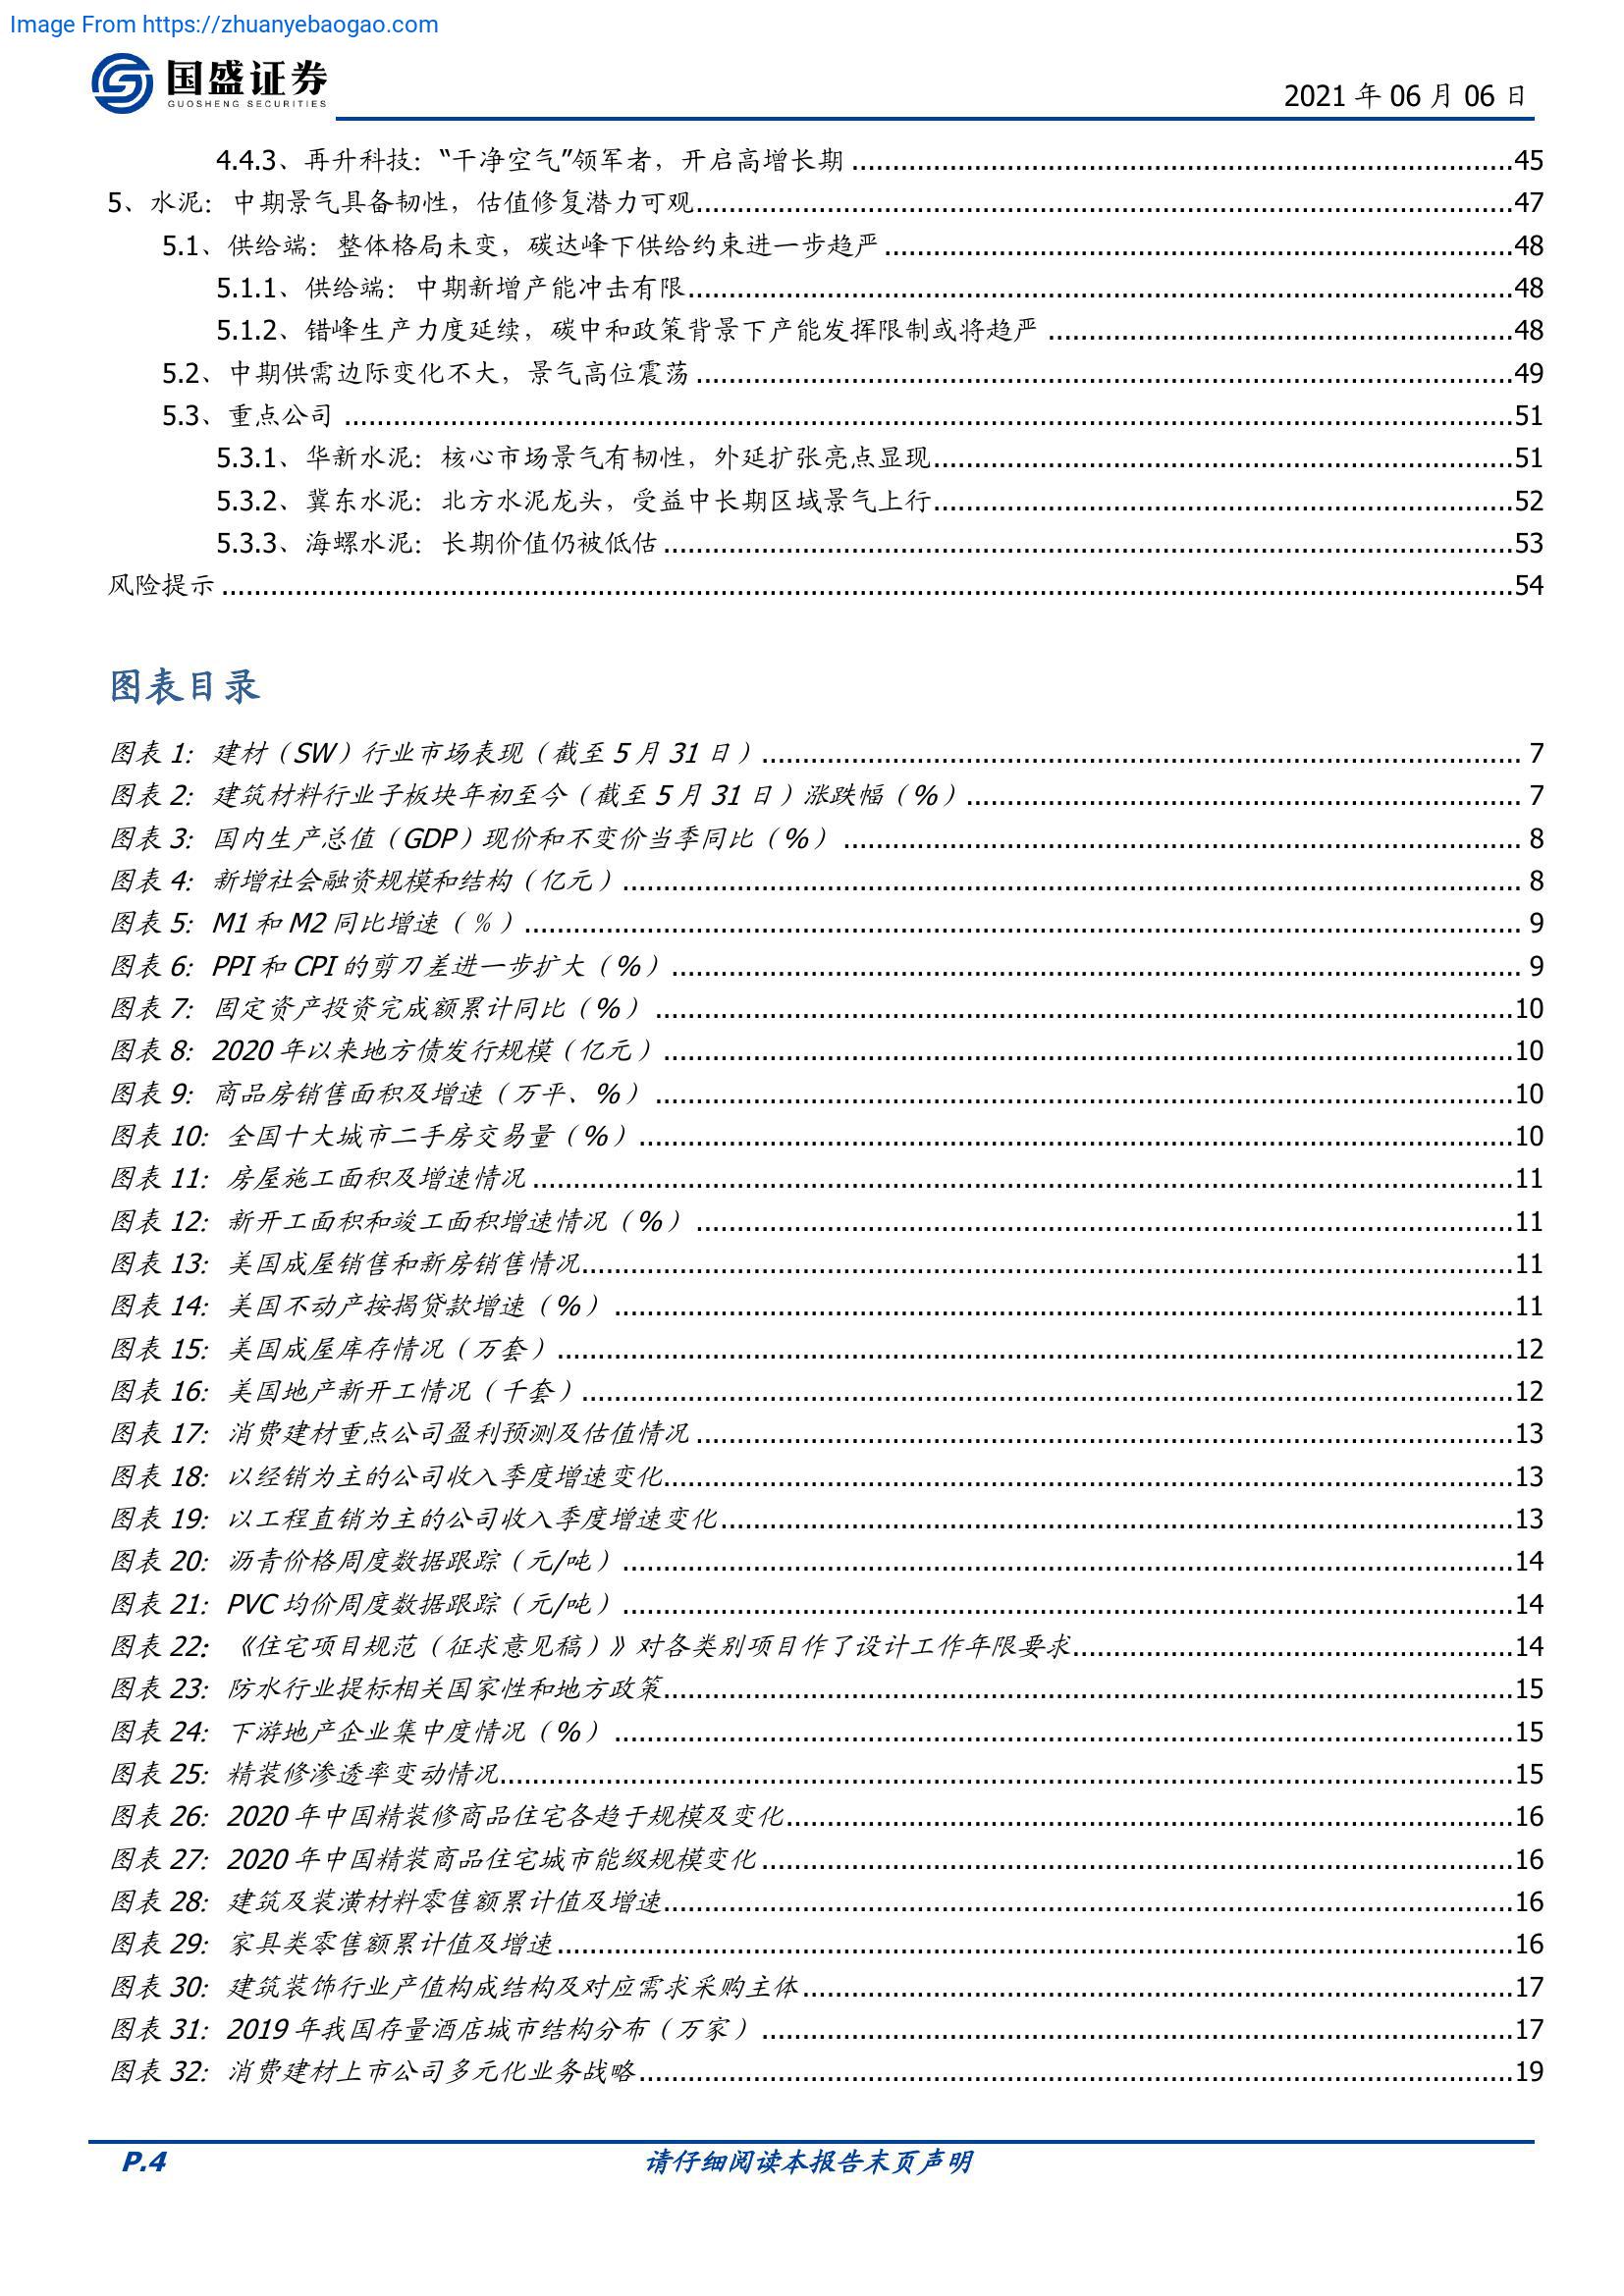 Image From https://zhuanyebaogao.com
国盛证券
GUOSHENG SECURITIES
2021 年 06 月 06 日
4.4.3、再升科技：“干净空气”领军者，开启高增长期 ....................45
5、水泥：中期景气具备韧性，估值修复潜力可观....................47
5.1、供给端：整体格局未变，碳达峰下供给约束进一步趋严 ....................48
5.1.1、供给端：中期新增产能冲击有限....................48
5.1.2、错峰生产力度延续，碳中和政策背景下产能发挥限制或将趋严 ....................48
5.2、中期供需边际变化不大，景气高位震荡 ....................49
5.3、重点公司 ....................51
5.3.1、华新水泥：核心市场景气有韧性，外延扩张亮点显现....................51
5.3.2、冀东水泥：北方水泥龙头，受益中长期区域景气上行....................52
5.3.3、海螺水泥：长期价值仍被低估 ....................53
风险提示 ....................54
图表目录
图表 1：建材（SW）行业市场表现（截至 5 月 31 日）.................... 7
图表 2：建筑材料行业子板块年初至今（截至 5 月 31 日）涨跌幅（%）.................... 7
图表 3：国内生产总值（GDP）现价和不变价当季同比（%） .................... 8
图表 4：新增社会融资规模和结构（亿元）.................... 8
图表 5：M1 和 M2 同比增速（％）.................... 9
图表 6：PPI 和 CPI 的剪刀差进一步扩大（%） .................... 9
图表 7：固定资产投资完成额累计同比（%） ....................10
图表 8：2020 年以来地方债发行规模（亿元）....................10
图表 9：商品房销售面积及增速（万平、%） ....................10
图表 10：全国十大城市二手房交易量（%）....................10
图表 11：房屋施工面积及增速情况 ....................11
图表 12：新开工面积和竣工面积增速情况（%） ....................11
图表 13：美国成屋销售和新房销售情况....................11
图表 14：美国不动产按揭贷款增速（%） ....................11
图表 15：美国成屋库存情况（万套）....................12
图表 16：美国地产新开工情况（千套）....................12
图表 17：消费建材重点公司盈利预测及估值情况 ....................13
图表 18：以经销为主的公司收入季度增速变化....................13
图表 19：以工程直销为主的公司收入季度增速变化....................13
图表 20：沥青价格周度数据跟踪（元/吨）....................14
图表 21：PVC 均价周度数据跟踪（元/吨）....................14
图表 22：《住宅项目规范（征求意见稿）》对各类别项目作了设计工作年限要求....................14
图表 23：防水行业提标相关国家性和地方政策....................15
图表 24：下游地产企业集中度情况（%） ....................15
图表 25：精装修渗透率变动情况....................15
图表 26：2020 年中国精装修商品住宅各趋于规模及变化....................16
图表 27：2020 年中国精装商品住宅城市能级规模变化 ....................16
图表 28：建筑及装潢材料零售额累计值及增速....................16
图表 29：家具类零售额累计值及增速 ....................16
图表 30：建筑装饰行业产值构成结构及对应需求采购主体 ....................17
图表 31：2019 年我国存量酒店城市结构分布（万家）....................17
图表 32：消费建材上市公司多元化业务战略....................19
P.4
请仔细阅读本报告末页声明